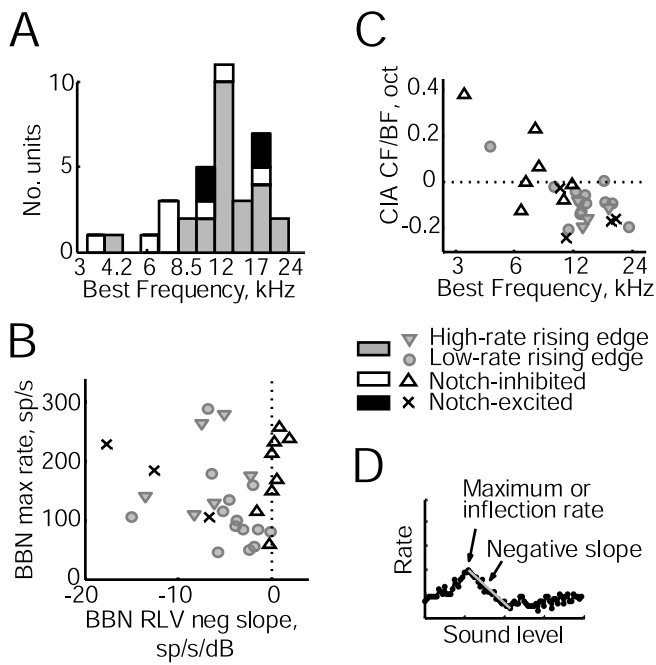 A
No. units
10
5
0
3 4.2 6 8.5 12 17 24
Best Frequency, kHz
C
CIA CF/BF, oct
0.4
0.2
0
-0.2
3 6 12 24
Best Frequency, kHz
High-rate rising edge
Low-rate rising edge
Notch-inhibited
Notch-excited
B
BBN max rate, sp/s
300
200
100
0
-20 -10 0
BBN RLV neg slope,
sp/s/dB
D
Maximum or
inflection rate
Negative slope
Rate
Sound level